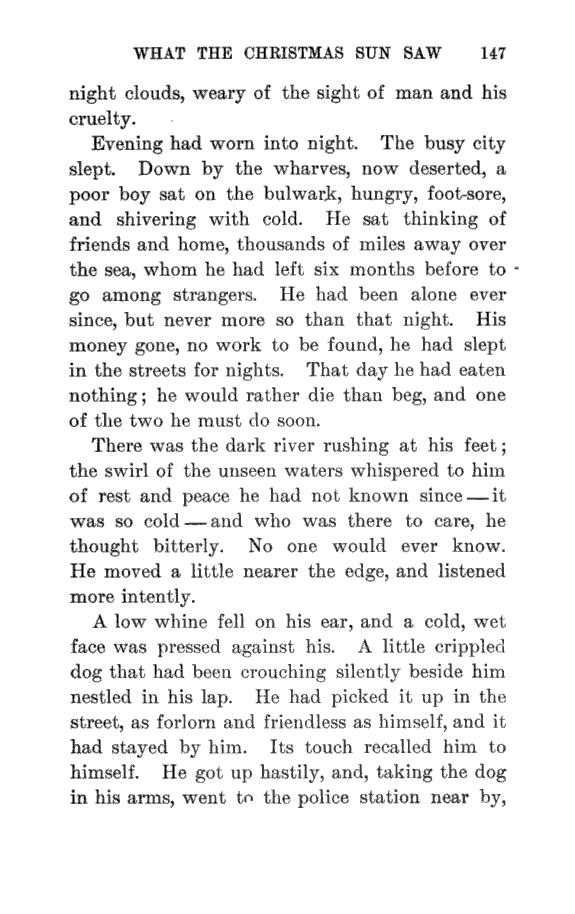 WHAT THE CHRISTMAS SUN SAW 147
night clouds, weary of the sight of man and his
cruelty.
Evening had worn into night. The busy city
slept. Down by the wharves, now deserted, a
poor boy sat on the bulwark, hungry, foot-sore,
and shivering with cold. He sat thinking of
friends and home, thousands of miles away over
the sea, whom he had left six months before to
go among strangers. He had been alone ever
since, but never more so than that night. His
money gone, no work to be found, he had slept
in the streets for nights. That day he had eaten
nothing; he would rather die than beg, and one
of the two he must do soon.
There was the dark river rushing at his feet;
the swirl of the unseen waters whispered to him
of rest and peace he had not known since — it
was so cold — and who was there to care, he
thought bitterly. No one would ever know.
He moved a little nearer the edge, and listened
more intently.
A low whine fell on his ear, and a cold, wet
face was pressed against his. A little crippled
dog that had been crouching silently beside him
nestled in his lap. He had picked it up in the
street, as forlorn and friendless as himself, and it
had stayed by him. Its touch recalled him to
himself. He got up hastily, and, taking the dog
in his arms, went to the police station near by,